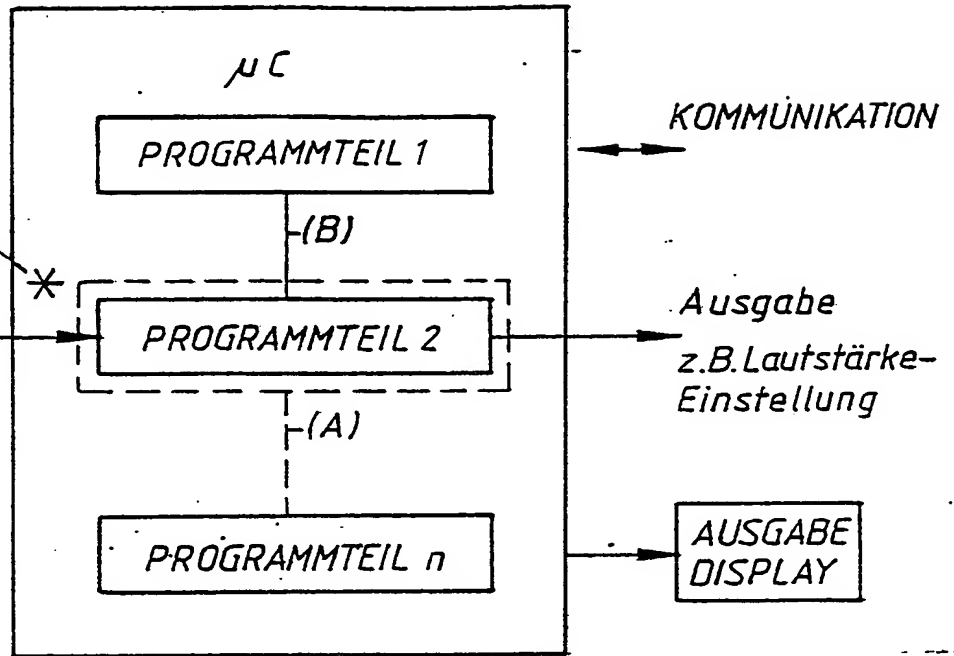 µC
PROGRAMMTEIL 1
(B)
PROGRAMMTEIL 2
(A)
PROGRAMMTEIL n
KOMMUNIKATION
Ausgabe
z.B. Lautstärke-
Einstellung
AUSGABE
DISPLAY